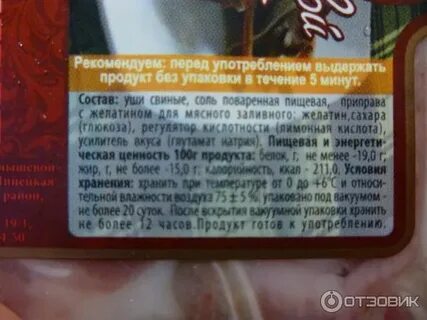 Рекомендуем: перед употреблением выдержать
продукт без упаковки в течение 5 минут.
Состав: уши свиные, соль поваренная пищевая, приправа
с желатином для мясного заливного: желатин,сахара
(глюкоза), регулятор кислотности (лимонная кислота),
усилитель вкуса (глутамат натрия). Пищевая и энергети-
ческая ценность 100г продукта: белок, г, не менее -19,0 г;
жир, г, не более -15,0 г; калорийность, ккал - 211,0. Условия
хранения: хранить при температуре от 0 до +6°С и относи-
тельной влажности воздуха 75 ± 5 %, упаковано под вакуумом-
не более 20 суток. После вскрытия вакуумной упаковки хранить
не более 12 часов.Продукт готов к употреблению.
район,
ОТЗОВИК